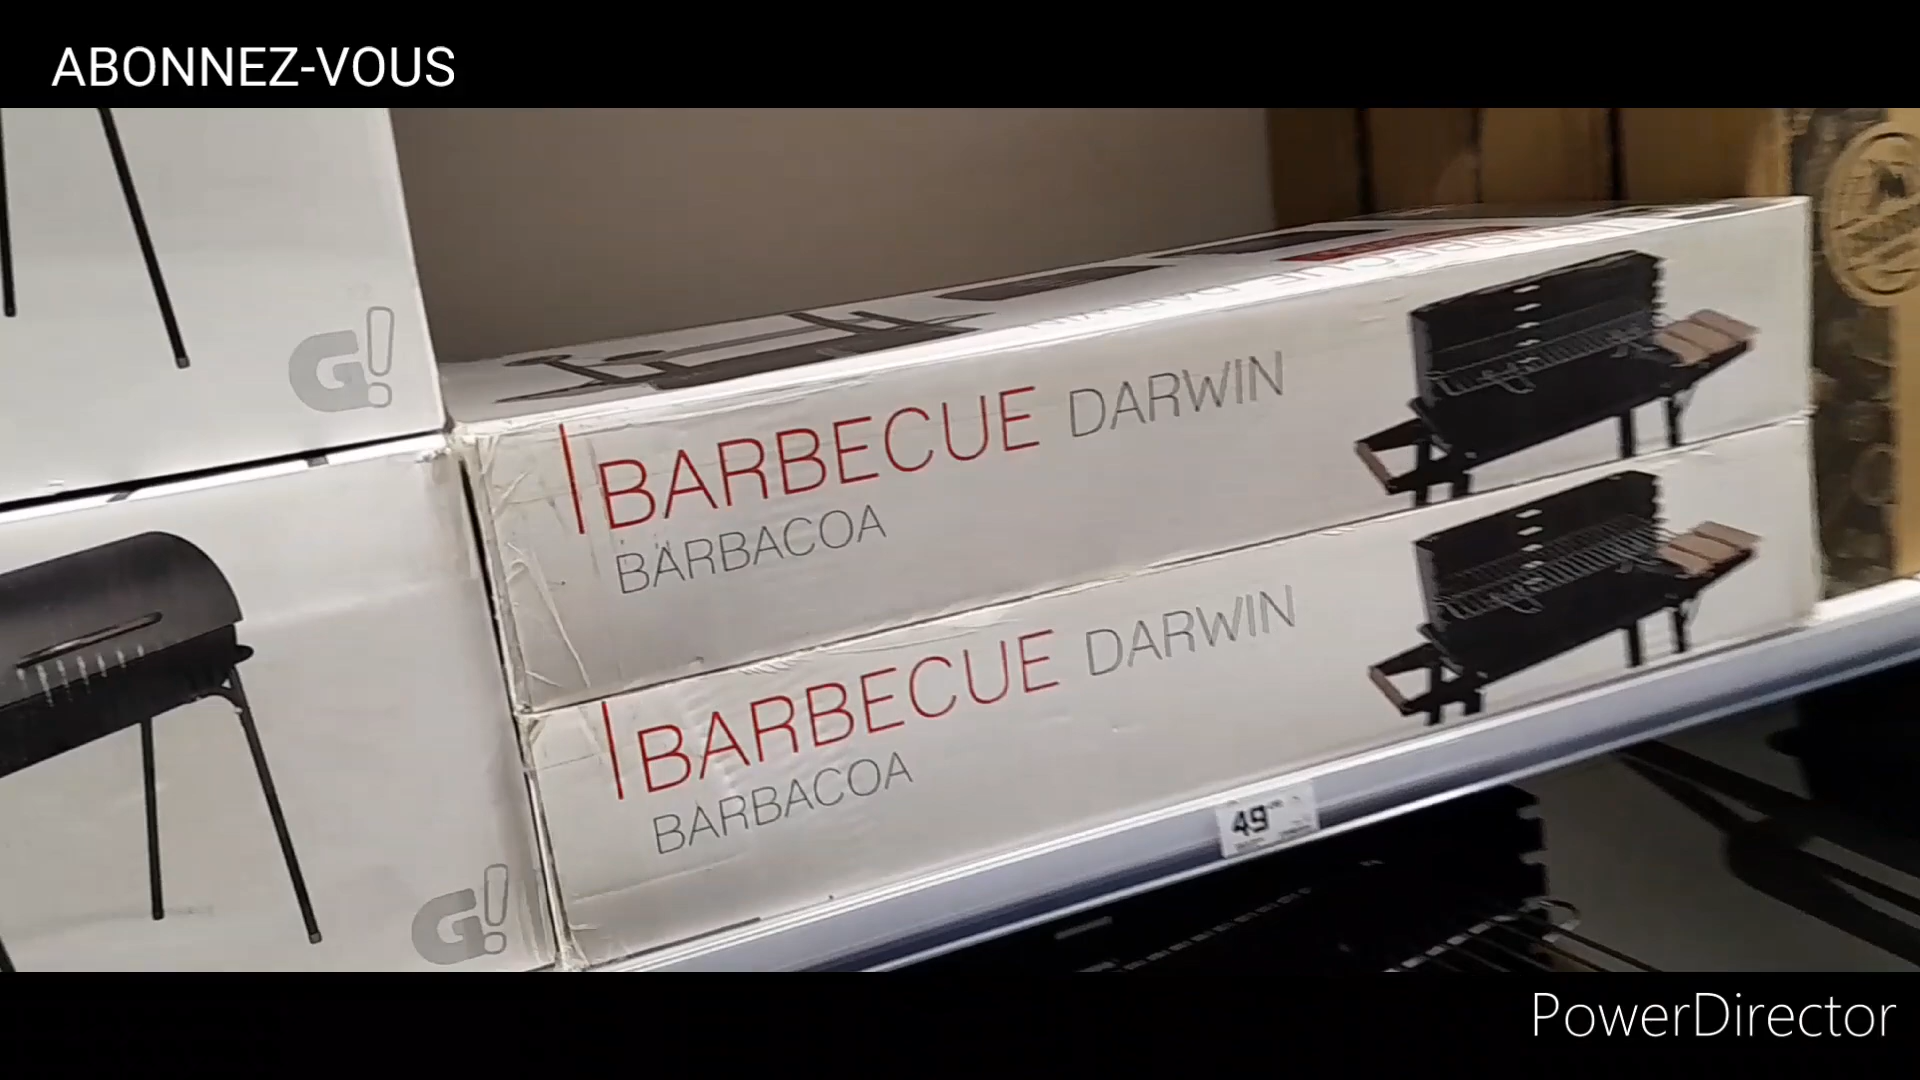 ABONNEZ-VOUS
G!
BARBECUE DARWIN
BARBACOA
BARBECUE DARWIN
BARBACOA
49
G!
PowerDirector